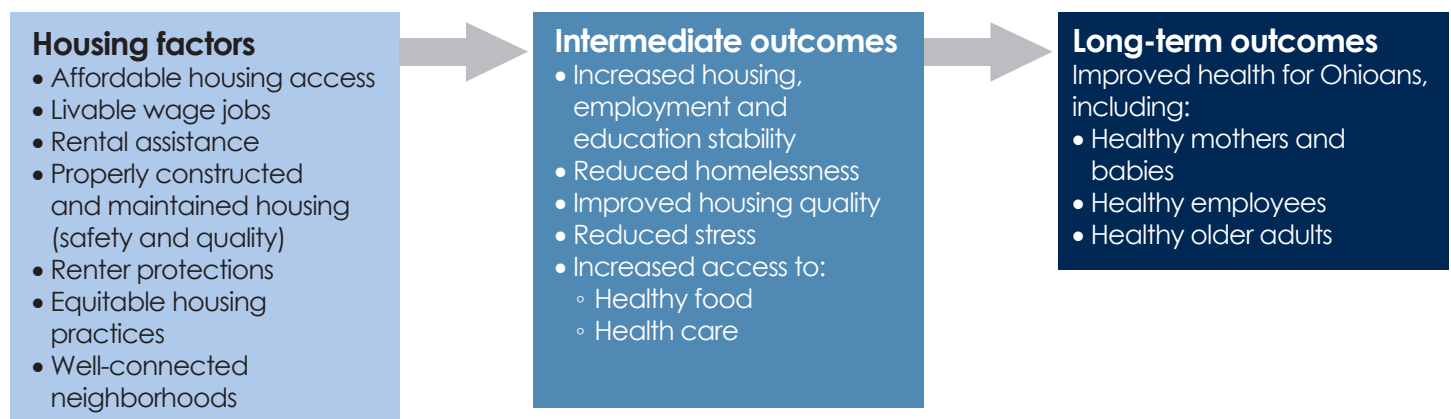 Housing factors
• Affordable housing access
• Livable wage jobs
• Rental assistance
• Properly constructed
and maintained housing
(safety and quality)
• Renter protections
• Equitable housing
practices
• Well-connected
neighborhoods
Intermediate outcomes
• Increased housing,
employment and
education stability
• Reduced homelessness
• Improved housing quality
• Reduced stress
• Increased access to:
◦ Healthy food
◦ Health care
Long-term outcomes
Improved health for Ohioans,
including:
• Healthy mothers and
babies
• Healthy employees
• Healthy older adults